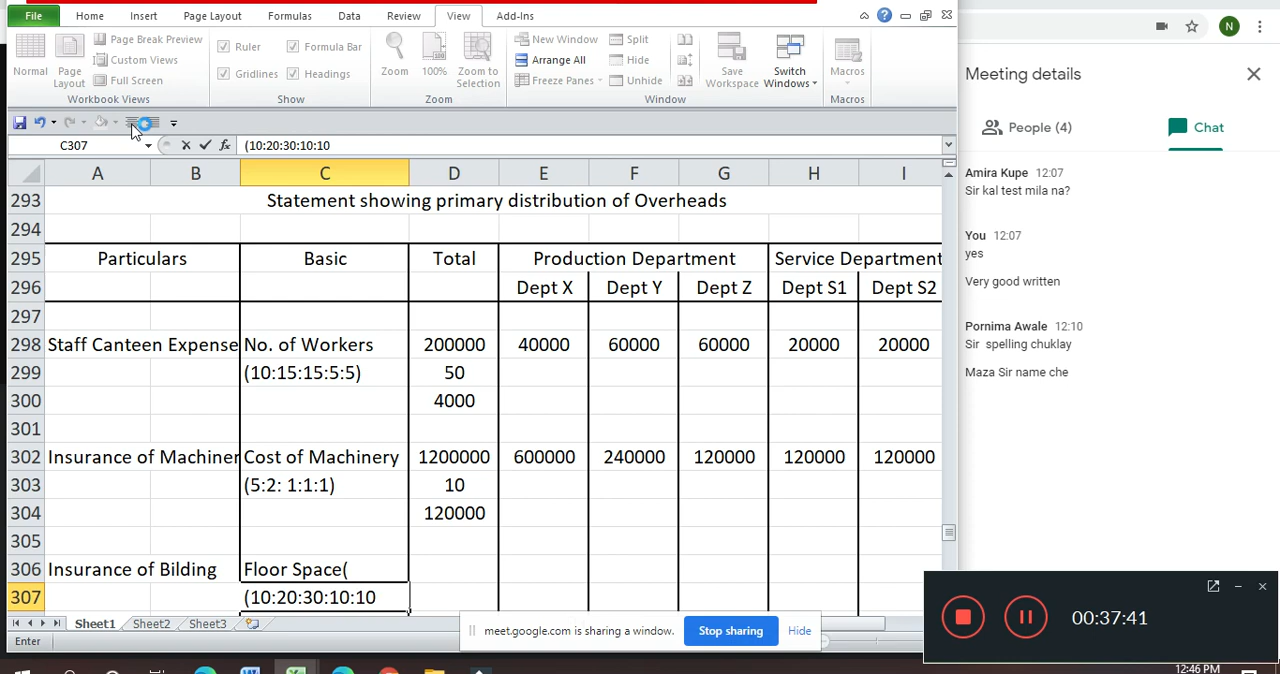 File Home Insert Page Layout Formulas Data Review View Add-Ins
Normal
Page Layout
Page Break Preview
Custom Views
Full Screen
Workbook Views
Ruler
Formula Bar
Gridlines
Headings
Show
Zoom
100%
Zoom to Selection
Zoom
New Window
Arrange All
Freeze Panes
Split
Hide
Unhide
Save Workspace
Switch Windows
Window
Macros
Macros
C307 fx (10:20:30:10:10
A B C D E F G H I
293 Statement showing primary distribution of Overheads
294
295 Particulars Basic Total Production Department Service Department
296 Dept X Dept Y Dept Z Dept S1 Dept S2
297
298 Staff Canteen Expense No. of Workers 200000 40000 60000 60000 20000 20000
299 (10:15:15:5:5) 50
300 4000
301
302 Insurance of Machiner Cost of Machinery 1200000 600000 240000 120000 120000 120000
303 (5:2: 1:1:1) 10
304 120000
305
306 Insurance of Bilding Floor Space(
307 (10:20:30:10:10
Sheet1 Sheet2 Sheet3
Enter
meet.google.com is sharing a window. Stop sharing Hide
N
Meeting details
People (4) Chat
Amira Kupe 12:07
Sir kal test mila na?
You 12:07
yes
Very good written
Pornima Awale 12:10
Sir spelling chuklay
Maza Sir name che
00:37:41
12:46 PM